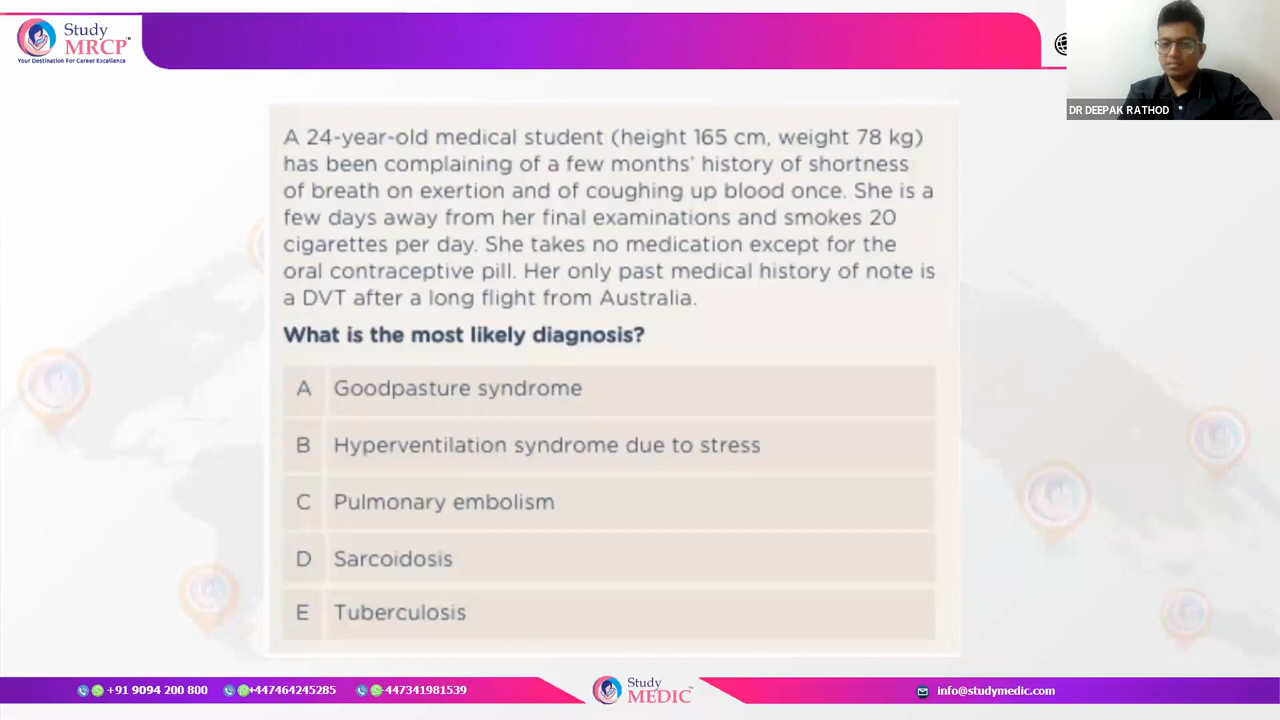 Study
MRCP™
Your Destination For Career Excellence
DR DEEPAK RATHOD
A 24-year-old medical student (height 165 cm, weight 78 kg)
has been complaining of a few months’ history of shortness
of breath on exertion and of coughing up blood once. She is a
few days away from her final examinations and smokes 20
cigarettes per day. She takes no medication except for the
oral contraceptive pill. Her only past medical history of note is
a DVT after a long flight from Australia.
What is the most likely diagnosis?
A Goodpasture syndrome
B Hyperventilation syndrome due to stress
C Pulmonary embolism
D Sarcoidosis
E Tuberculosis
+91 9094 200 800 +447464245285 447341981539
Study
MEDIC™
info@studymedic.com